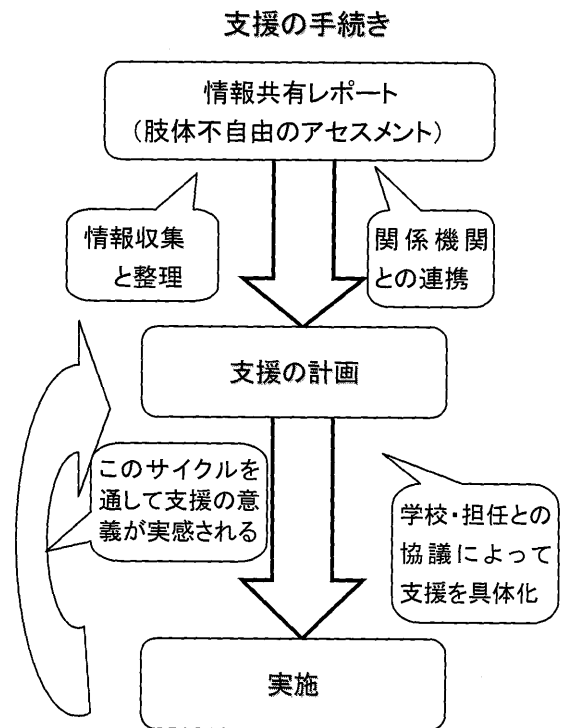 支援の手続き
情報共有レポート
（肢体不自由のアセスメント）
情報収集
と整理
関係機関
との連携
支援の計画
このサイクルを
通して支援の意
義が実感される
学校・担任との
協議によって
支援を具体化
実施